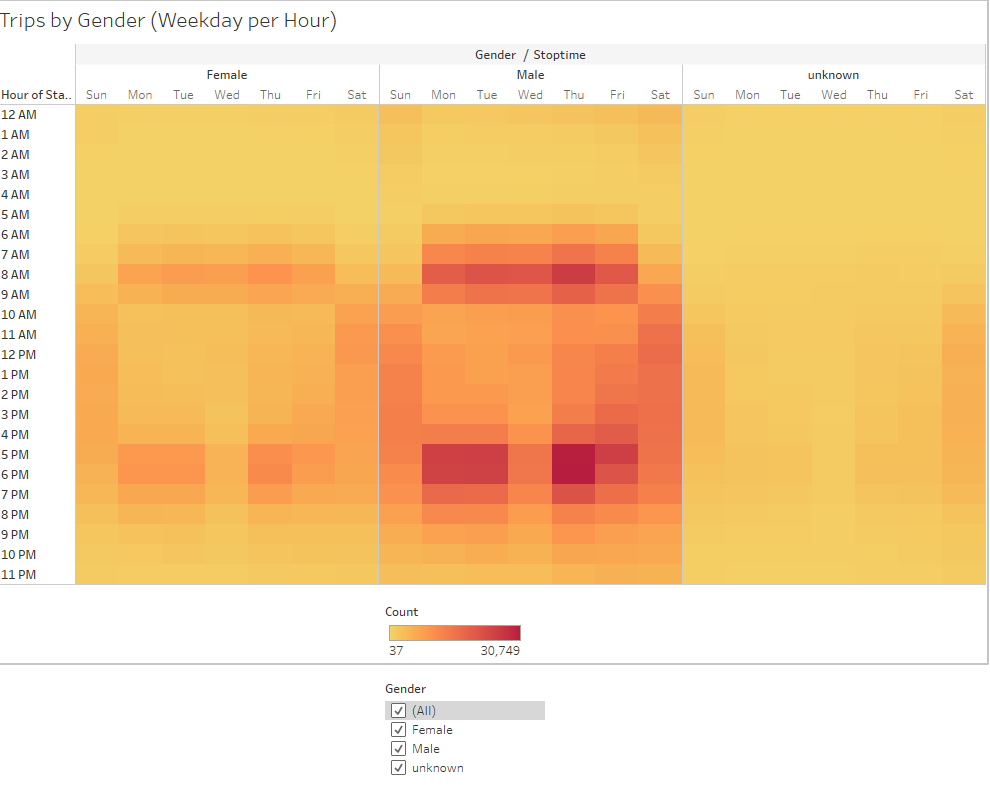 Trips by Gender (Weekday per Hour)
Gender / Stoptime
Female Male unknown
Hour of Sta.. Sun Mon Tue Wed Thu Fri Sat Sun Mon Tue Wed Thu Fri Sat Sun Mon Tue Wed Thu Fri Sat
12 AM
1 AM
2 AM
3 AM
4 AM
5 AM
6 AM
7 AM
8 AM
9 AM
10 AM
11 AM
12 PM
1 PM
2 PM
3 PM
4 PM
5 PM
6 PM
7 PM
8 PM
9 PM
10 PM
11 PM
Count
37 30,749
Gender
(All)
Female
Male
unknown